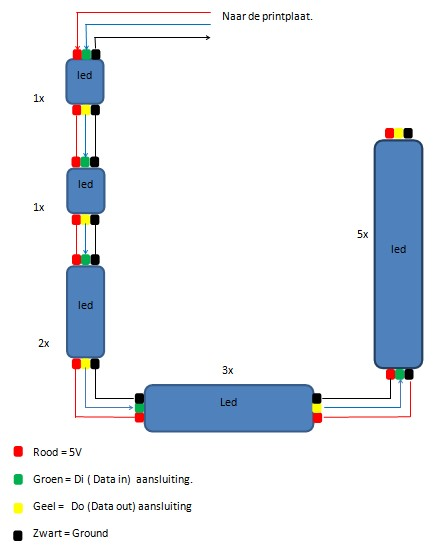 Naar de printplaat.
led
1x
led
1x
led
2x
3x
Led
5x
led
Rood = 5V
Groen = Di ( Data in)  aansluiting.
Geel =   Do (Data out) aansluiting
Zwart = Ground